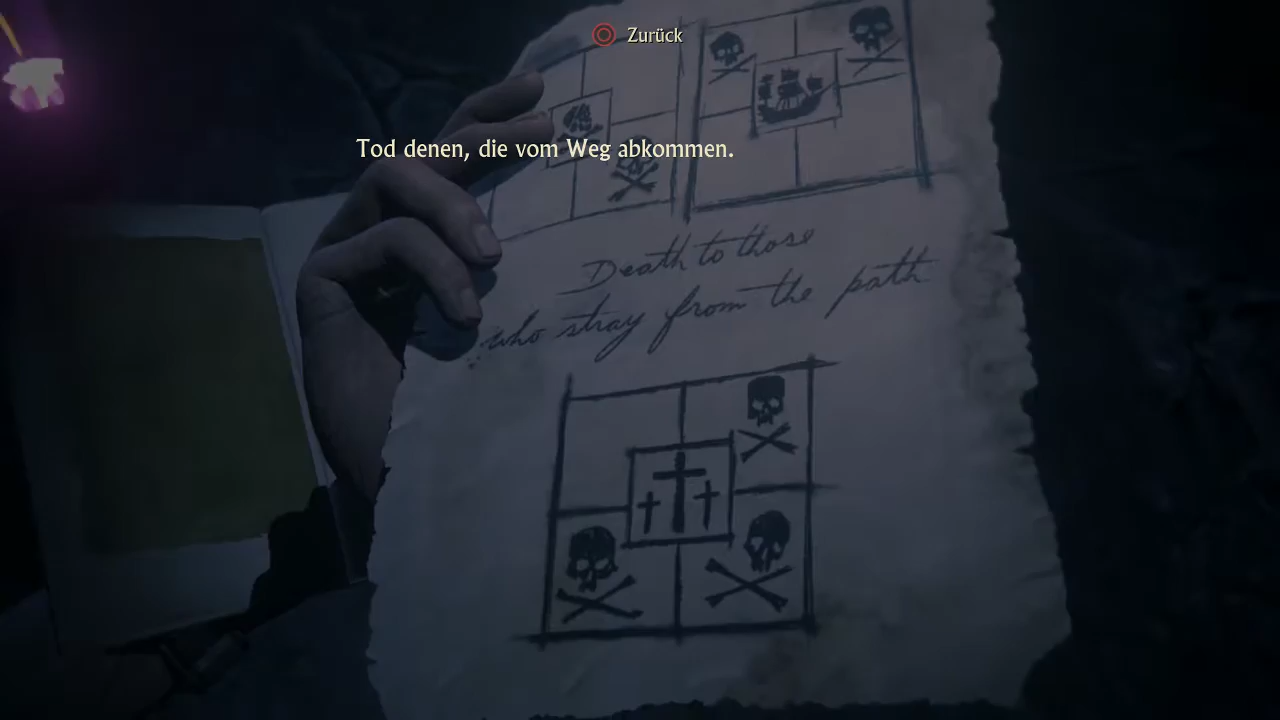 Zurück
Tod denen, die vom Weg abkommen.
Death to those
who stray from the path